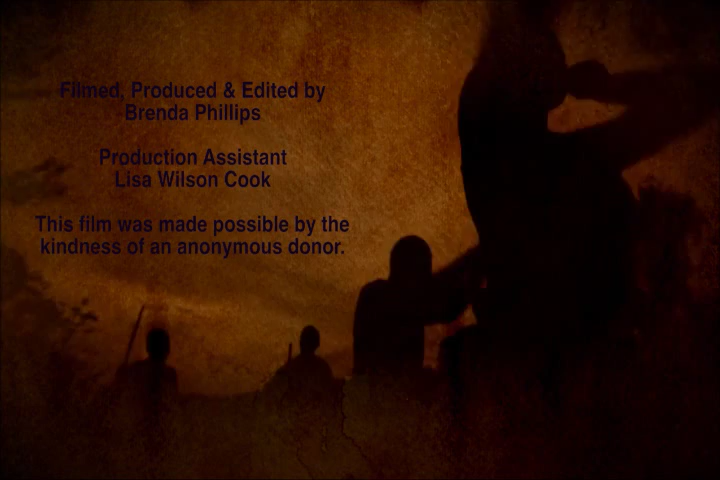 Filmed, Produced & Edited by
Brenda Phillips
Production Assistant
Lisa Wilson Cook
This film was made possible by the
kindness of an anonymous donor.